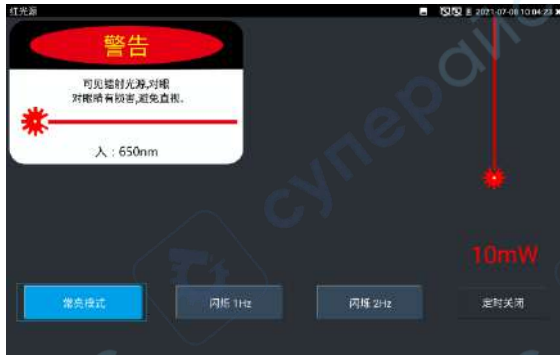 红光源
2021-07-08 10:04:23
警告
可见镭射光源,对眼
对眼睛有损害,避免直视.
入 : 650nm
10mW
常亮模式
闪烁 1Hz
闪烁 2Hz
定时关闭